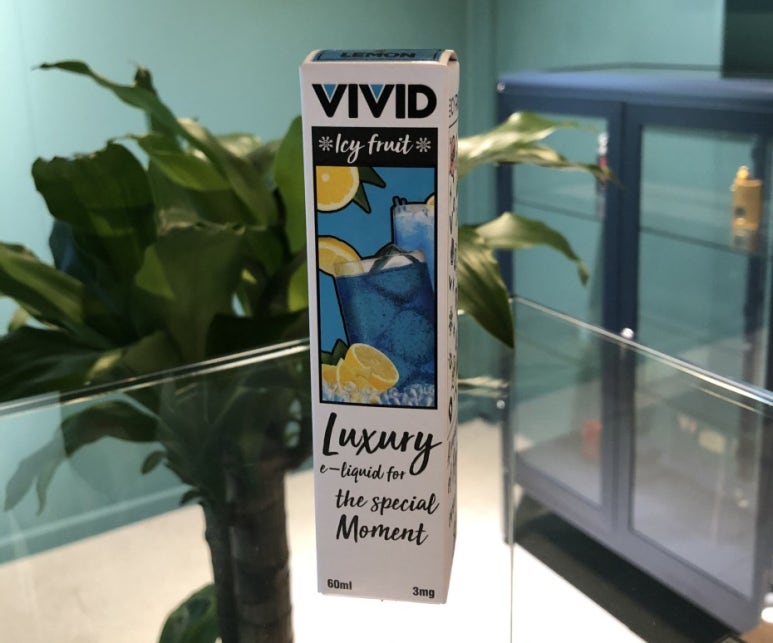 LEMON
VIVID
Icy fruit
Luxury
e-liquid for
the special
Moment
60ml
3mg